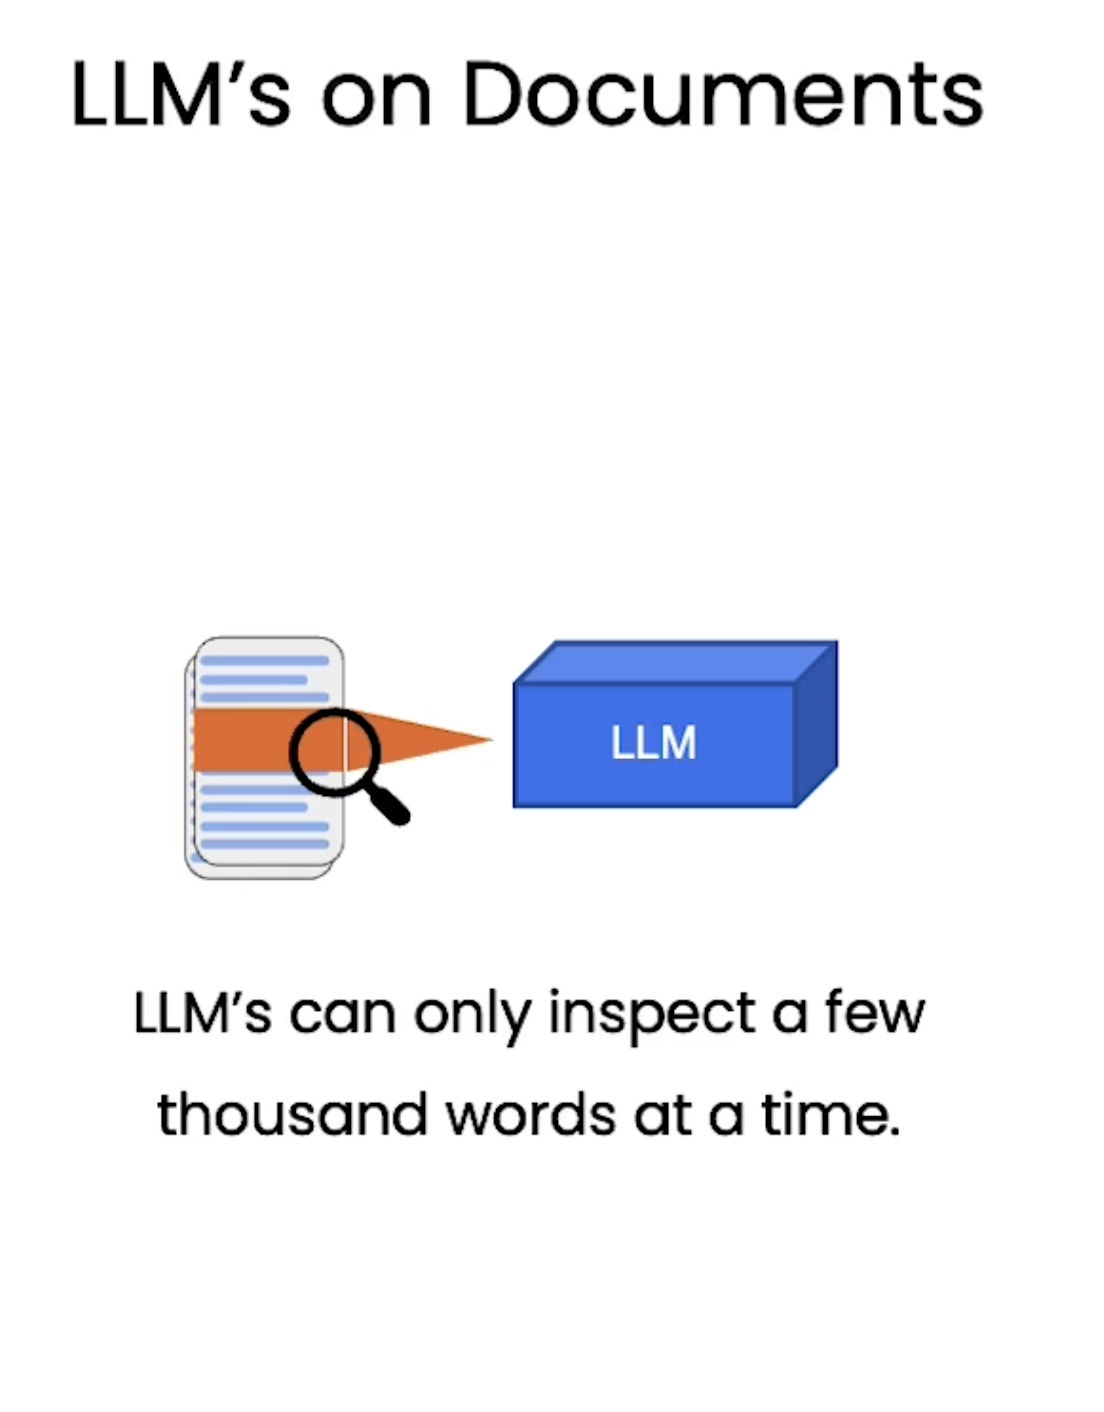 LLM’s on Documents
LLM
LLM’s can only inspect a few
thousand words at a time.